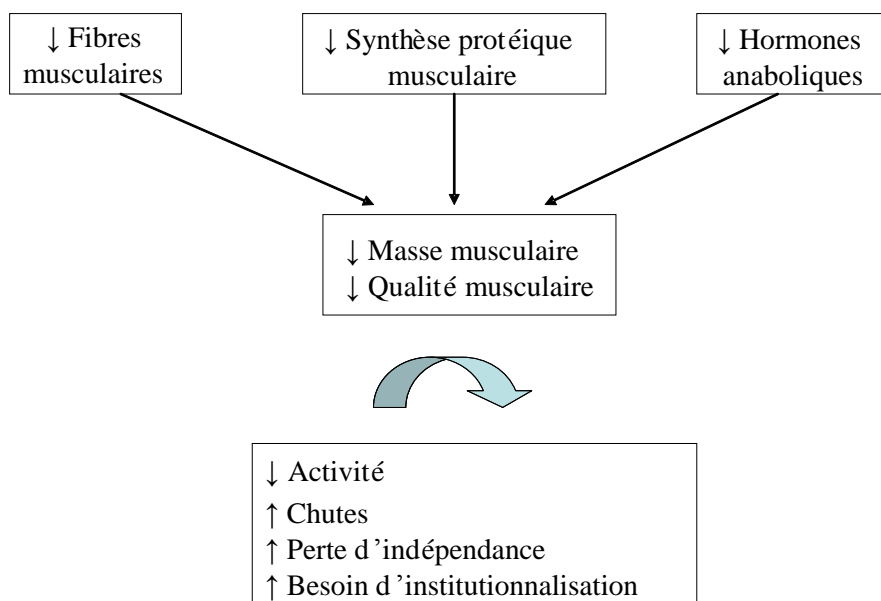 ↓ Fibres
musculaires
↓ Synthèse protéique
musculaire
↓ Hormones
anaboliques
↓ Masse musculaire
↓ Qualité musculaire
↓ Activité
↑ Chutes
↑ Perte d’indépendance
↑ Besoin d’institutionnalisation